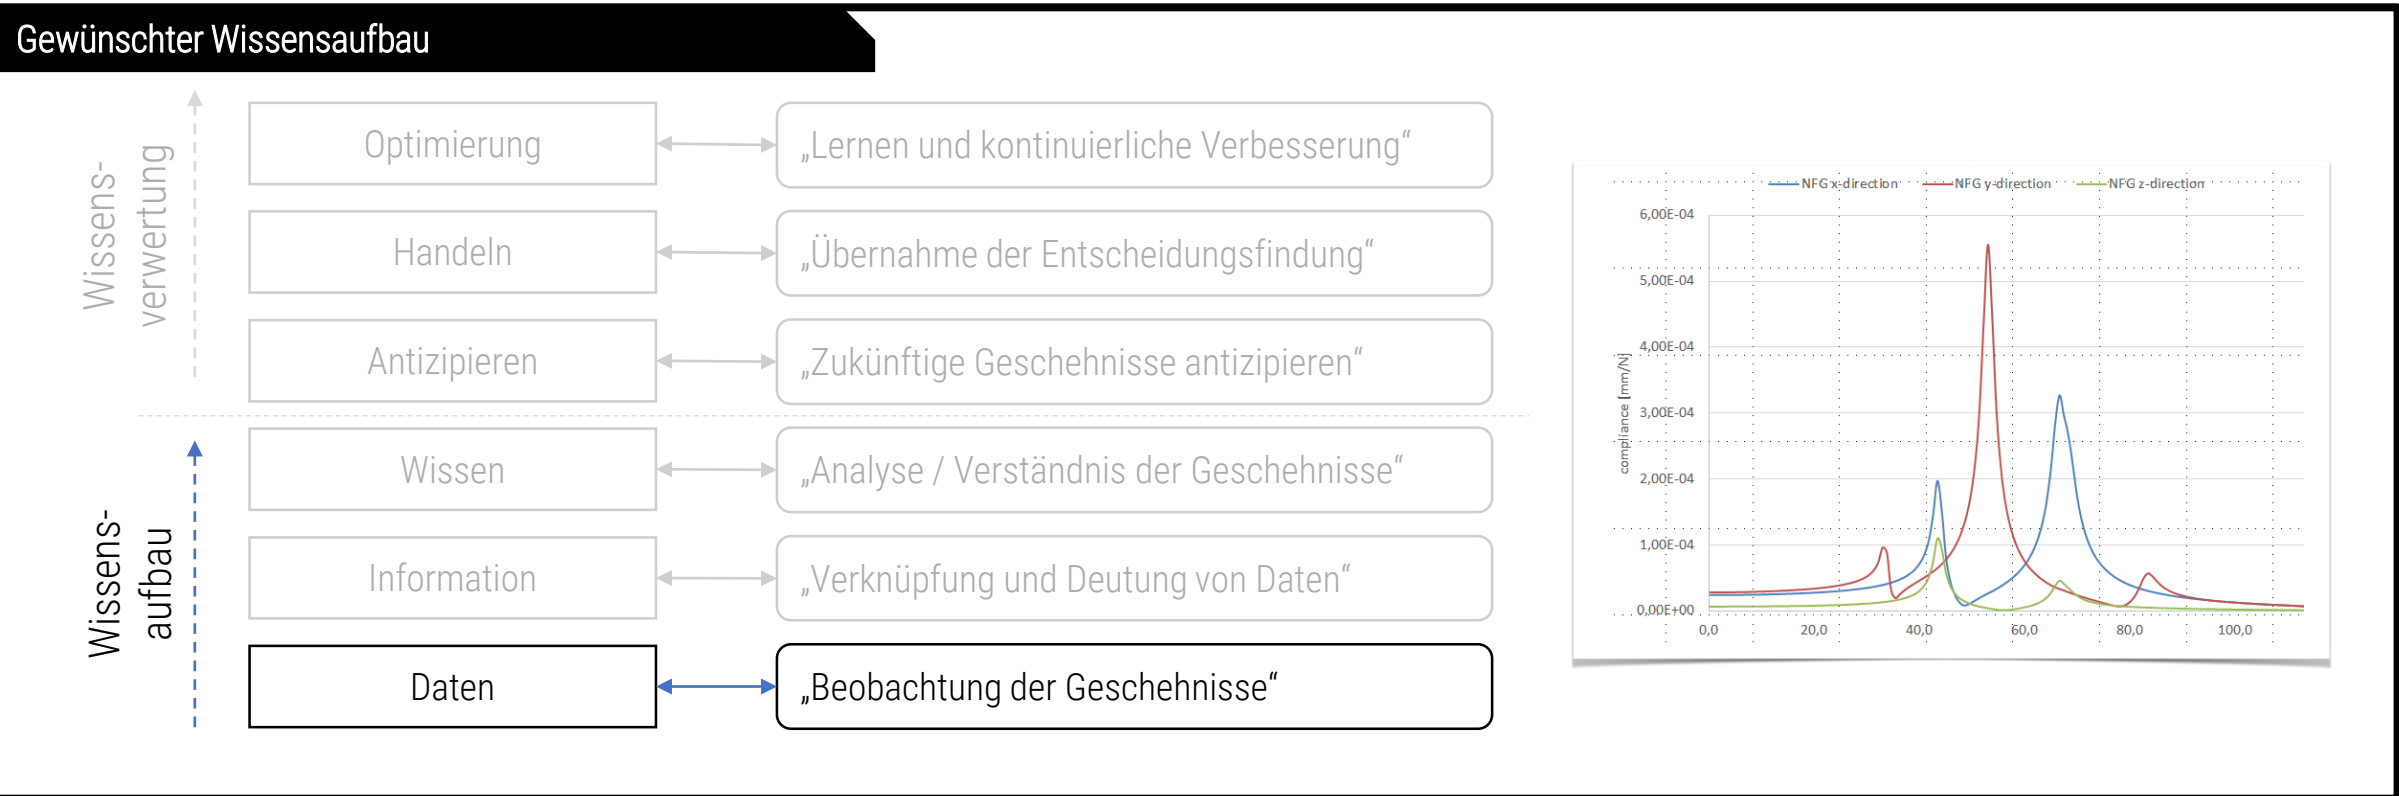 Gewünschter Wissensaufbau
Wissens-
verwertung
Optimierung
„Lernen und kontinuierliche Verbesserung“
Handeln
„Übernahme der Entscheidungsfindung“
Antizipieren
„Zukünftige Geschehnisse antizipieren“
Wissens-
aufbau
Wissen
„Analyse / Verständnis der Geschehnisse“
Information
„Verknüpfung und Deutung von Daten“
Daten
„Beobachtung der Geschehnisse“
NFG x-direction NFG y-direction NFG z-direction
compliance [mm/N]
6,00E-04
5,00E-04
4,00E-04
3,00E-04
2,00E-04
1,00E-04
0,00E+00
0,0 20,0 40,0 60,0 80,0 100,0